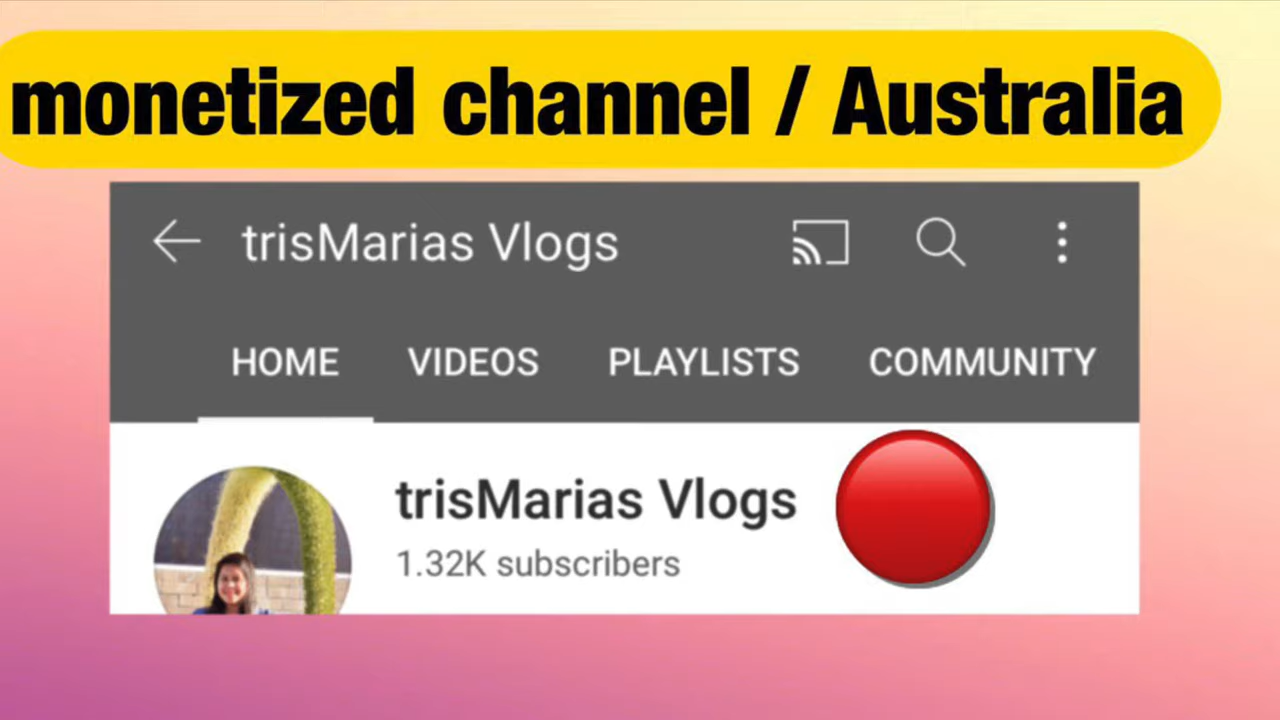 monetized channel / Australia
trisMarias Vlogs
HOME VIDEOS PLAYLISTS COMMUNITY
trisMarias Vlogs
1.32K subscribers